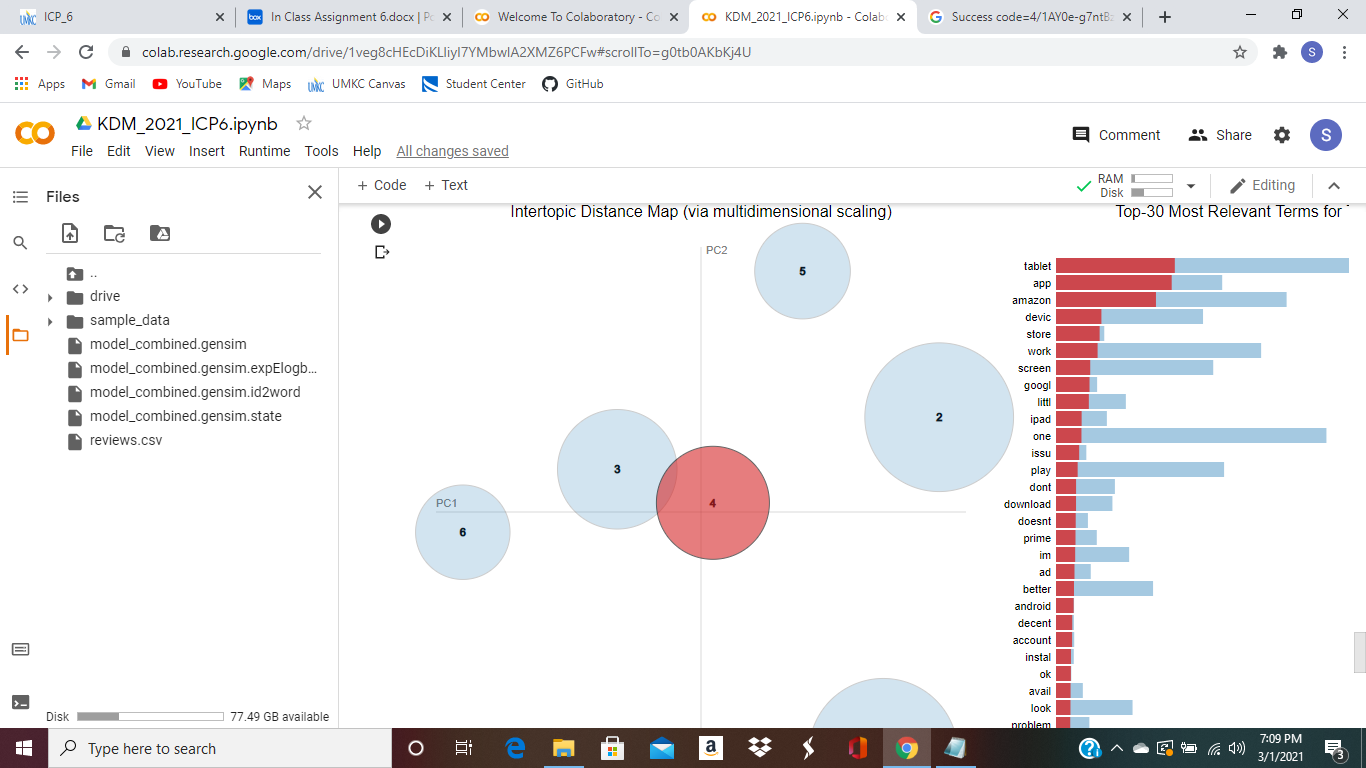 ICP_6
In Class Assignment 6.docx | Po
Welcome To Colaboratory - Co
KDM_2021_ICP6.ipynb - Colab
Success code=4/1AY0e-g7ntB
colab.research.google.com/drive/1veg8cHEcDiKLliyI7YMbwIA2XMZ6PCFw#scrollTo=g0tb0AKbKj4U
S
Apps
Gmail
YouTube
Maps
UMKC Canvas
Student Center
GitHub
KDM_2021_ICP6.ipynb
File Edit View Insert Runtime Tools Help All changes saved
Comment
Share
S
Files
+ Code + Text
RAM
Disk
Editing
..
drive
sample_data
model_combined.gensim
model_combined.gensim.expElogb...
model_combined.gensim.id2word
model_combined.gensim.state
reviews.csv
Disk
77.49 GB available
Intertopic Distance Map (via multidimensional scaling)
PC2
5
2
3
4
PC1
6
Top-30 Most Relevant Terms for
tablet
app
amazon
devic
store
work
screen
googl
littl
ipad
one
issu
play
dont
download
doesnt
prime
im
ad
better
android
decent
account
instal
ok
avail
look
problem
Type here to search
7:09 PM
3/1/2021
3